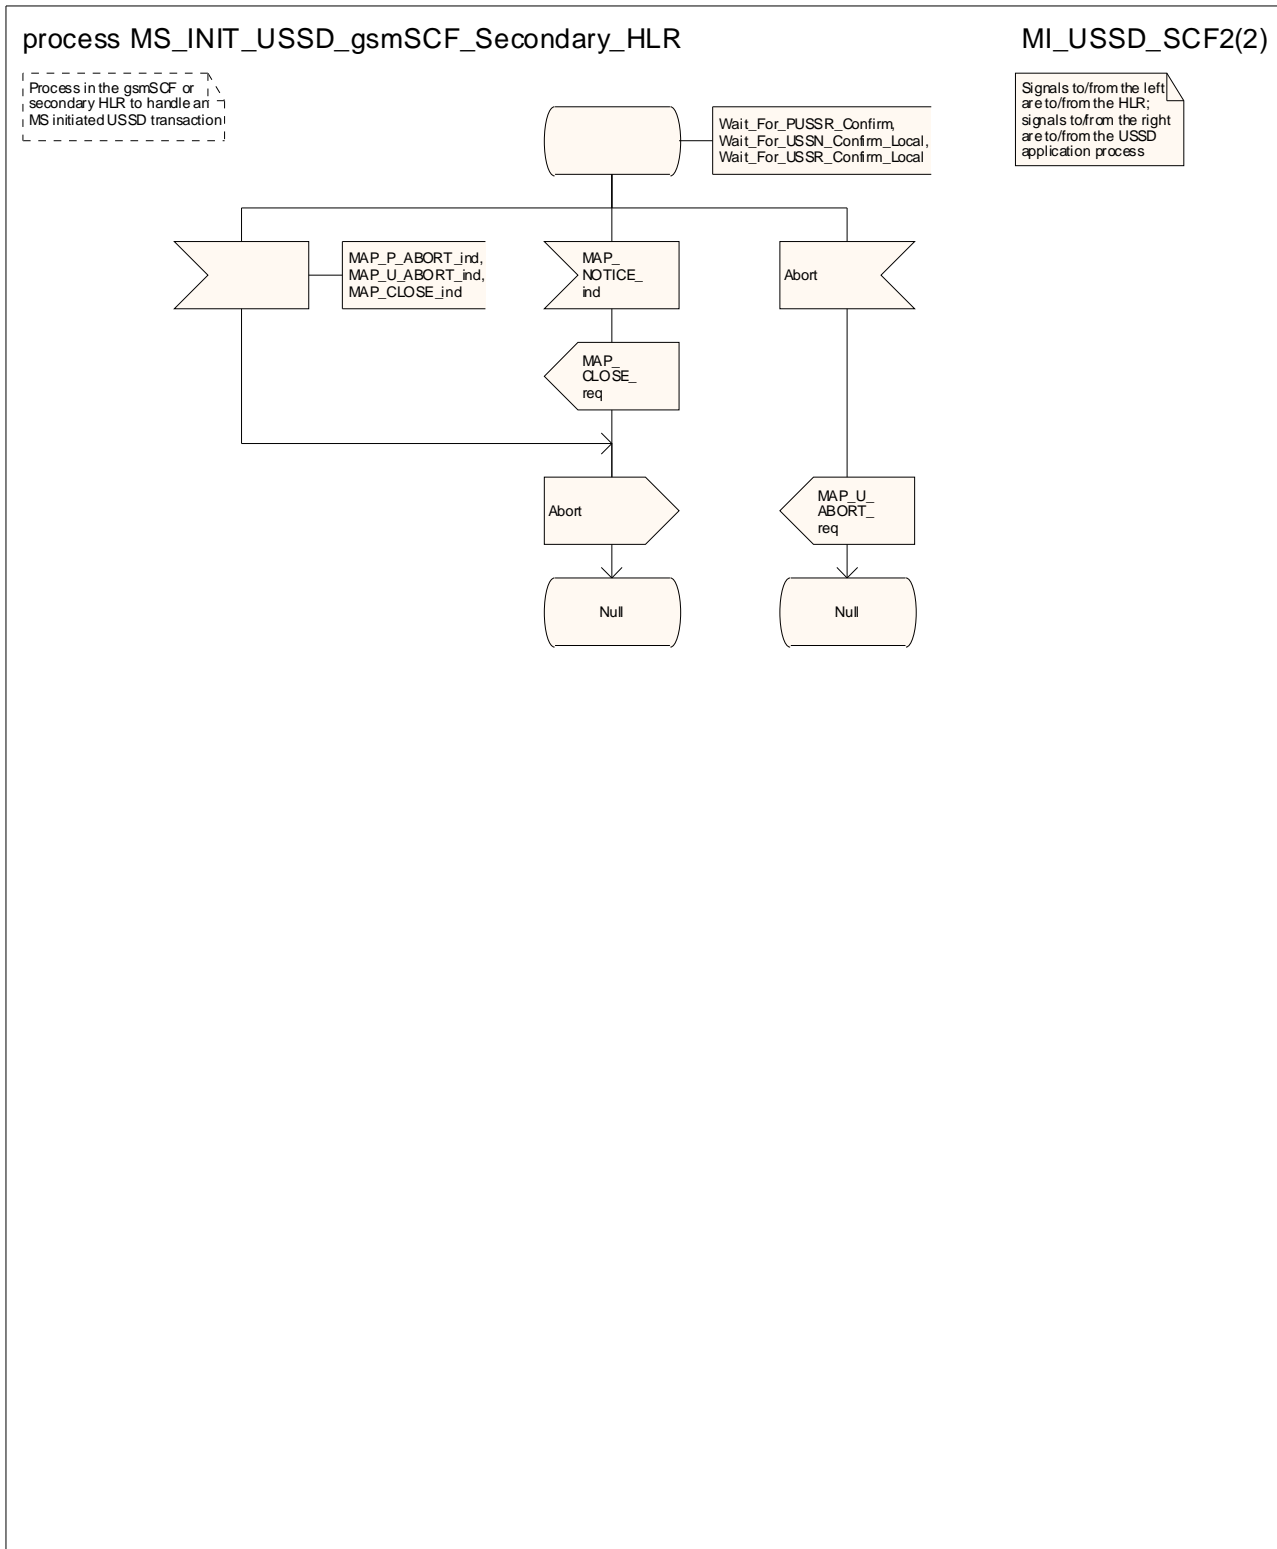 process MS_INIT_USSD_gsmSCF_Secondary_HLR
MI_USSD_SCF2(2)
Process in the gsmSCF or
secondary HLR to handle an
MS initiated USSD transaction
Signals to/from the left
are to/from the HLR;
signals to/from the right
are to/from the USSD
application process
Wait_For_PUSSR_Confirm,
Wait_For_USSN_Confirm_Local,
Wait_For_USSR_Confirm_Local
MAP_P_ABORT_ind,
MAP_U_ABORT_ind,
MAP_CLOSE_ind
MAP_
NOTICE_
ind
Abort
MAP_
CLOSE_
req
Abort
MAP_U_
ABORT_
req
Null
Null